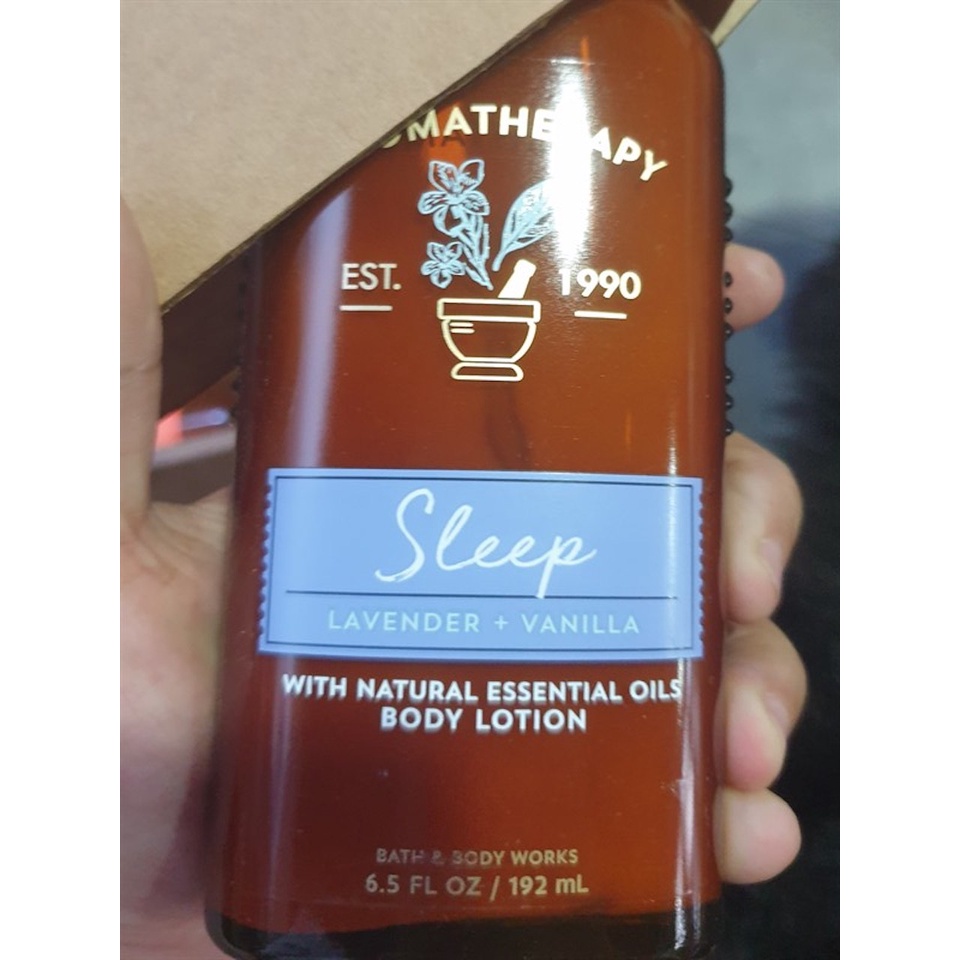 OMATHERAPY
EST. 1990
Sleep
LAVENDER + VANILLA
WITH NATURAL ESSENTIAL OILS
BODY LOTION
BATH & BODY WORKS
6.5 FL OZ / 192 mL